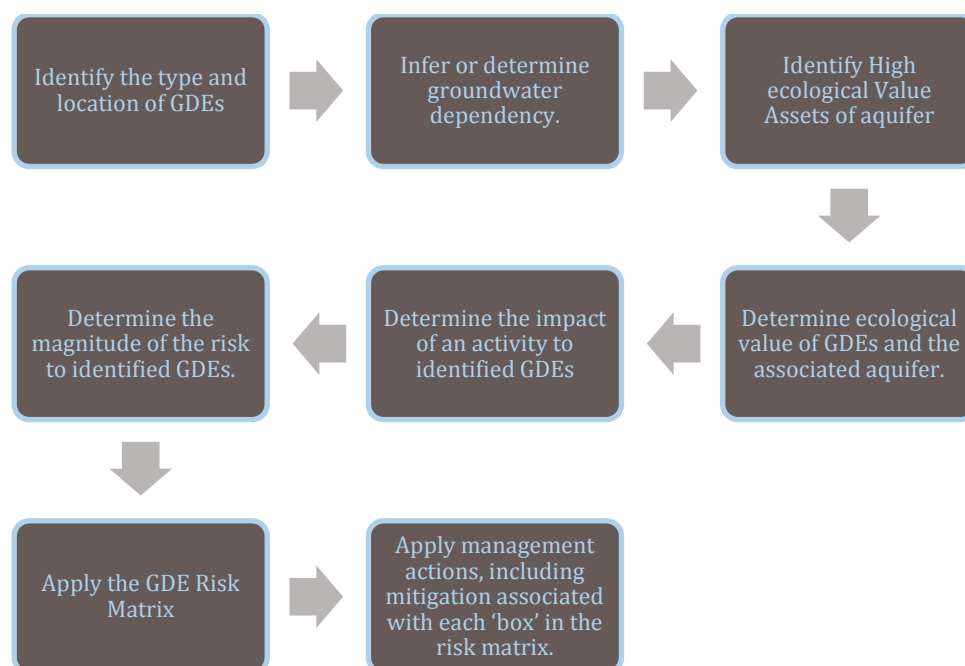 Identify the type and
location of GDEs
Infer or determine
groundwater
dependency.
Identify High
ecological Value
Assets of aquifer
Determine ecological
value of GDEs and the
associated aquifer.
Determine the impact
of an activity to
identified GDEs
Determine the
magnitude of the risk
to identified GDEs.
Apply the GDE Risk
Matrix
Apply management
actions, including
mitigation associated
with each ‘box’ in the
risk matrix.